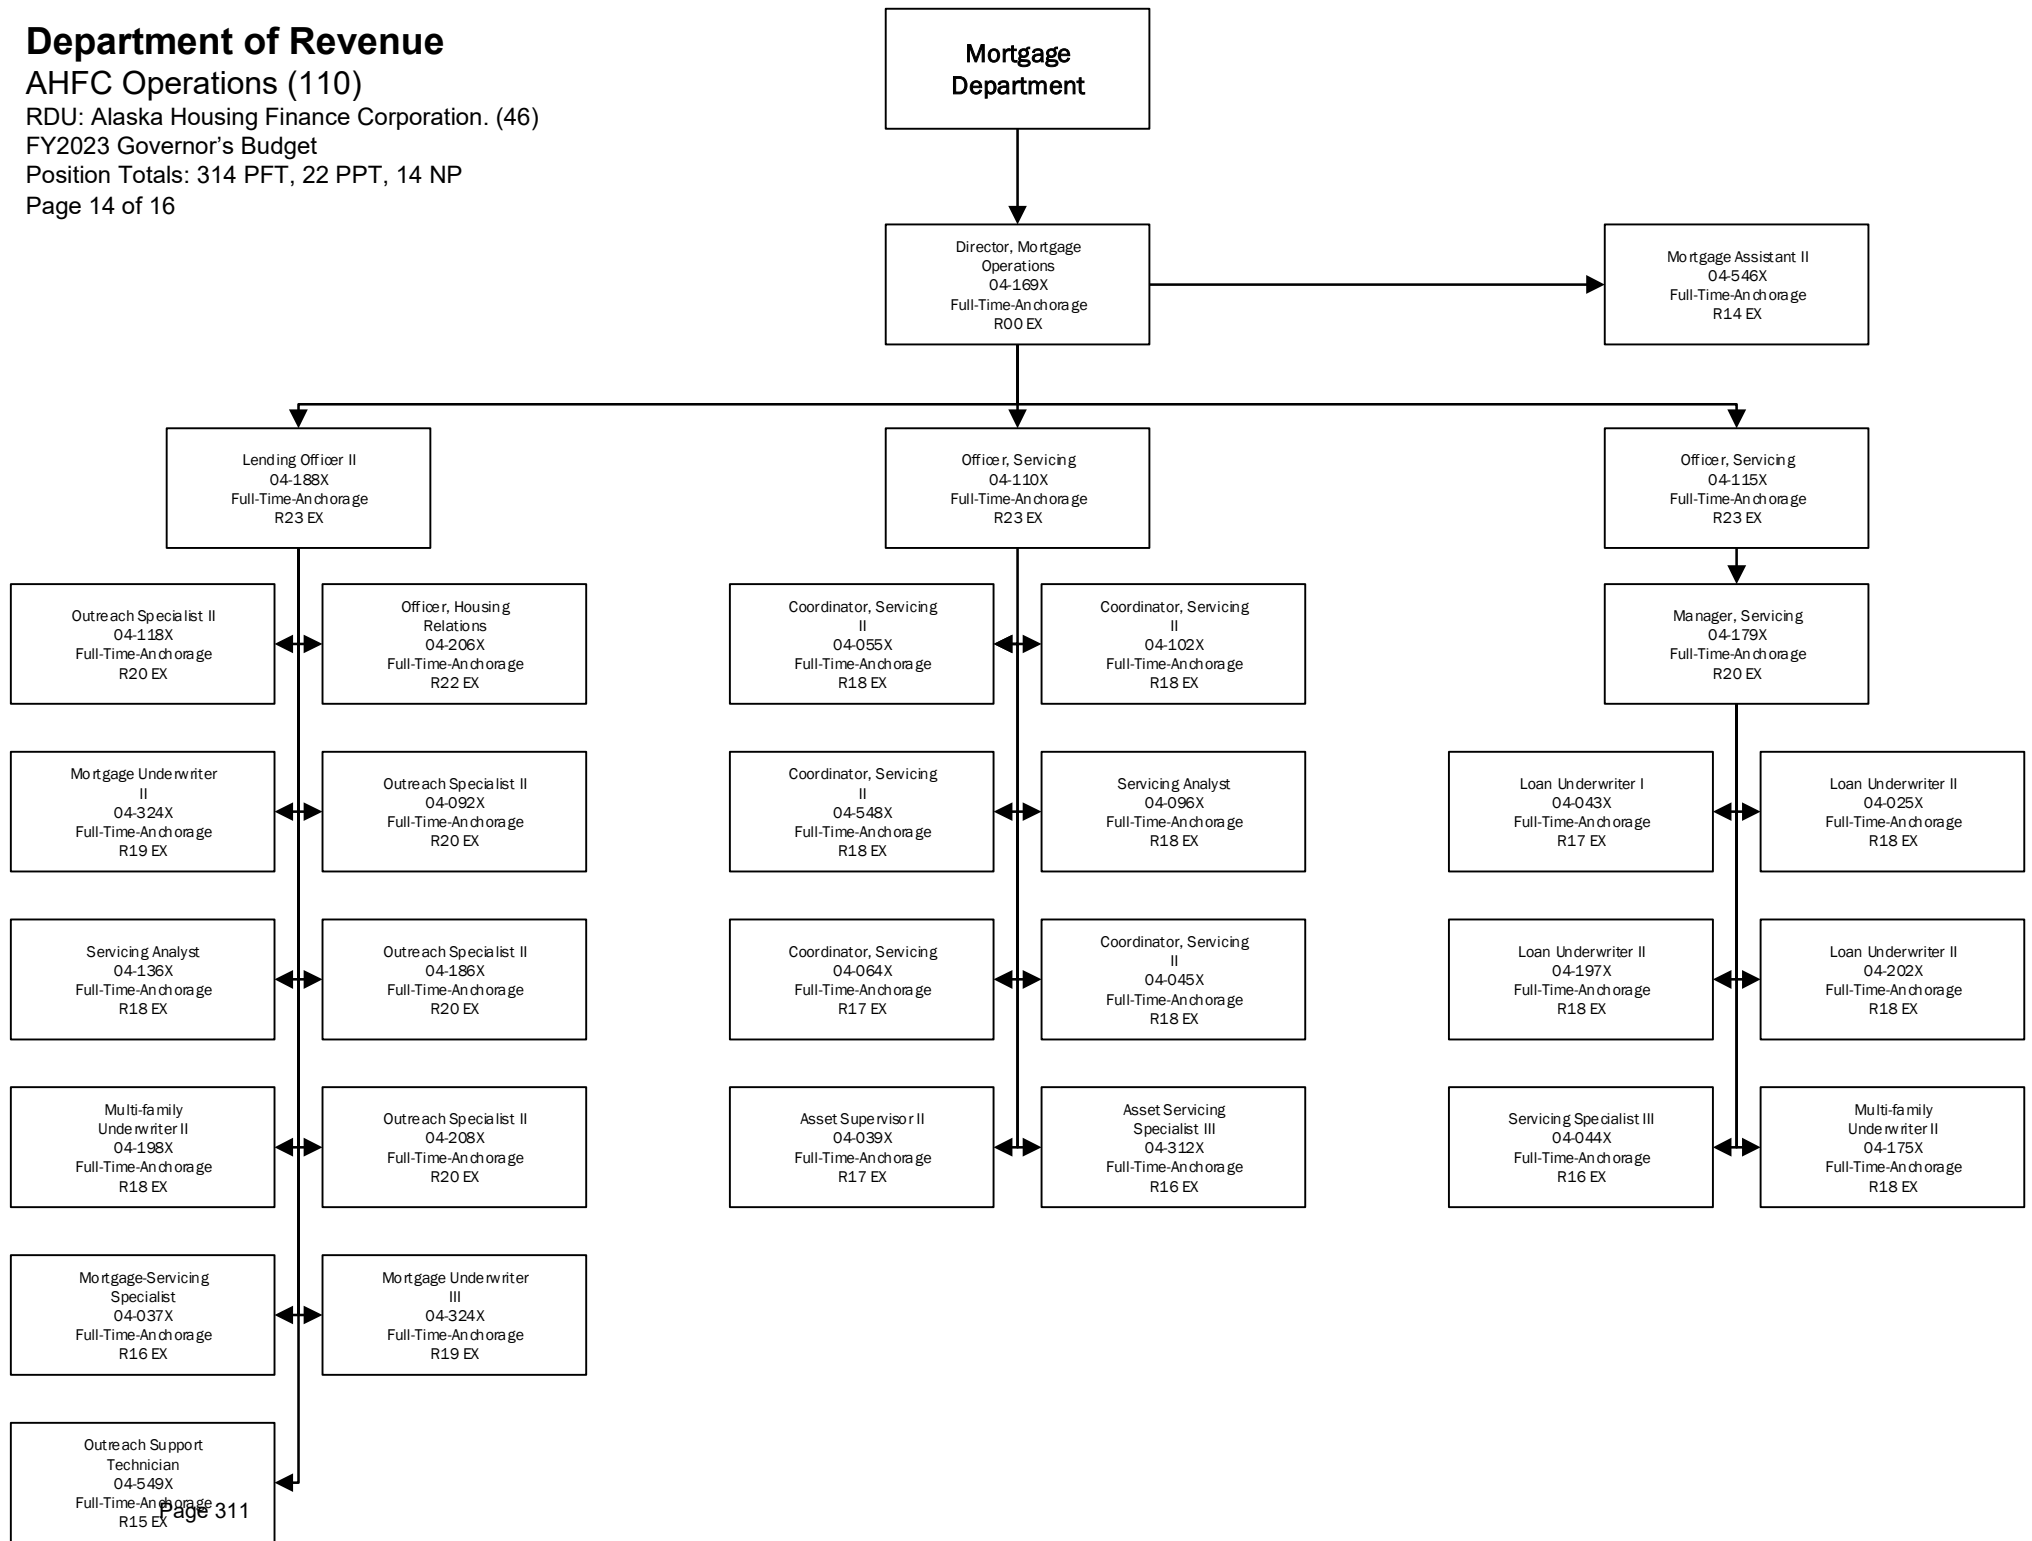 Department of Revenue
AHFC Operations (110)
RDU: Alaska Housing Finance Corporation. (46)
FY2023 Governor's Budget
Position Totals: 314 PFT, 22 PPT, 14 NP
Page 14 of 16
Mortgage
Department
Director, Mortgage
Operations
04-169X
Full-Time-Anchorage
R00 EX
Mortgage Assistant II
04-546X
Full-Time-Anchorage
R14 EX
Lending Officer II
04-188X
Full-Time-Anchorage
R23 EX
Officer, Servicing
04-110X
Full-Time-Anchorage
R23 EX
Officer, Servicing
04-115X
Full-Time-Anchorage
R23 EX
Outreach Specialist II
04-118X
Full-Time-Anchorage
R20 EX
Officer, Housing
Relations
04-206X
Full-Time-Anchorage
R22 EX
Coordinator, Servicing
II
04-055X
Full-Time-Anchorage
R18 EX
Coordinator, Servicing
II
04-102X
Full-Time-Anchorage
R18 EX
Manager, Servicing
04-179X
Full-Time-Anchorage
R20 EX
Mortgage Underwriter
II
04-324X
Full-Time-Anchorage
R19 EX
Outreach Specialist II
04-092X
Full-Time-Anchorage
R20 EX
Coordinator, Servicing
II
04-548X
Full-Time-Anchorage
R18 EX
Servicing Analyst
04-096X
Full-Time-Anchorage
R18 EX
Loan Underwriter I
04-043X
Full-Time-Anchorage
R17 EX
Loan Underwriter II
04-025X
Full-Time-Anchorage
R18 EX
Servicing Analyst
04-136X
Full-Time-Anchorage
R18 EX
Outreach Specialist II
04-186X
Full-Time-Anchorage
R20 EX
Coordinator, Servicing
04-064X
Full-Time-Anchorage
R17 EX
Coordinator, Servicing
II
04-045X
Full-Time-Anchorage
R18 EX
Loan Underwriter II
04-197X
Full-Time-Anchorage
R18 EX
Loan Underwriter II
04-202X
Full-Time-Anchorage
R18 EX
Multi-family
Underwriter II
04-198X
Full-Time-Anchorage
R18 EX
Outreach Specialist II
04-208X
Full-Time-Anchorage
R20 EX
Asset Supervisor II
04-039X
Full-Time-Anchorage
R17 EX
Asset Servicing
Specialist III
04-312X
Full-Time-Anchorage
R16 EX
Servicing Specialist III
04-044X
Full-Time-Anchorage
R16 EX
Multi-family
Underwriter II
04-175X
Full-Time-Anchorage
R18 EX
Mortgage-Servicing
Specialist
04-037X
Full-Time-Anchorage
R16 EX
Mortgage Underwriter
III
04-324X
Full-Time-Anchorage
R19 EX
Outreach Support
Technician
04-549X
Full-Time-Anchorage
R15 EX
Page 311